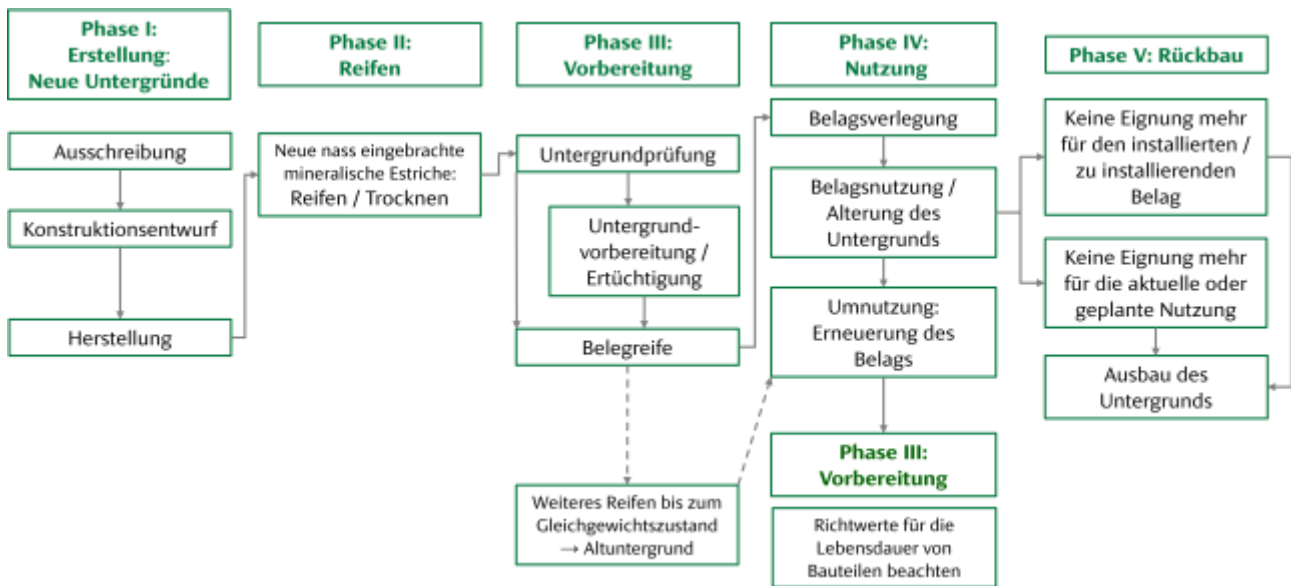 Phase I:
Erstellung:
Neue Untergründe
Ausschreibung
Konstruktionsentwurf
Herstellung
Phase II:
Reifen
Neue nass eingebrachte
mineralische Estriche:
Reifen / Trocknen
Phase III:
Vorbereitung
Untergrundprüfung
Untergrund-
vorbereitung /
Ertüchtigung
Belegreife
Weiteres Reifen bis zum
Gleichgewichtszustand
→ Altuntergrund
Phase IV:
Nutzung
Belagsverlegung
Belagsnutzung /
Alterung des
Untergrunds
Umnutzung:
Erneuerung des
Belags
Phase III:
Vorbereitung
Richtwerte für die
Lebensdauer von
Bauteilen beachten
Phase V: Rückbau
Keine Eignung mehr
für den installierten /
zu installierenden
Belag
Keine Eignung mehr
für die aktuelle oder
geplante Nutzung
Ausbau des
Untergrunds